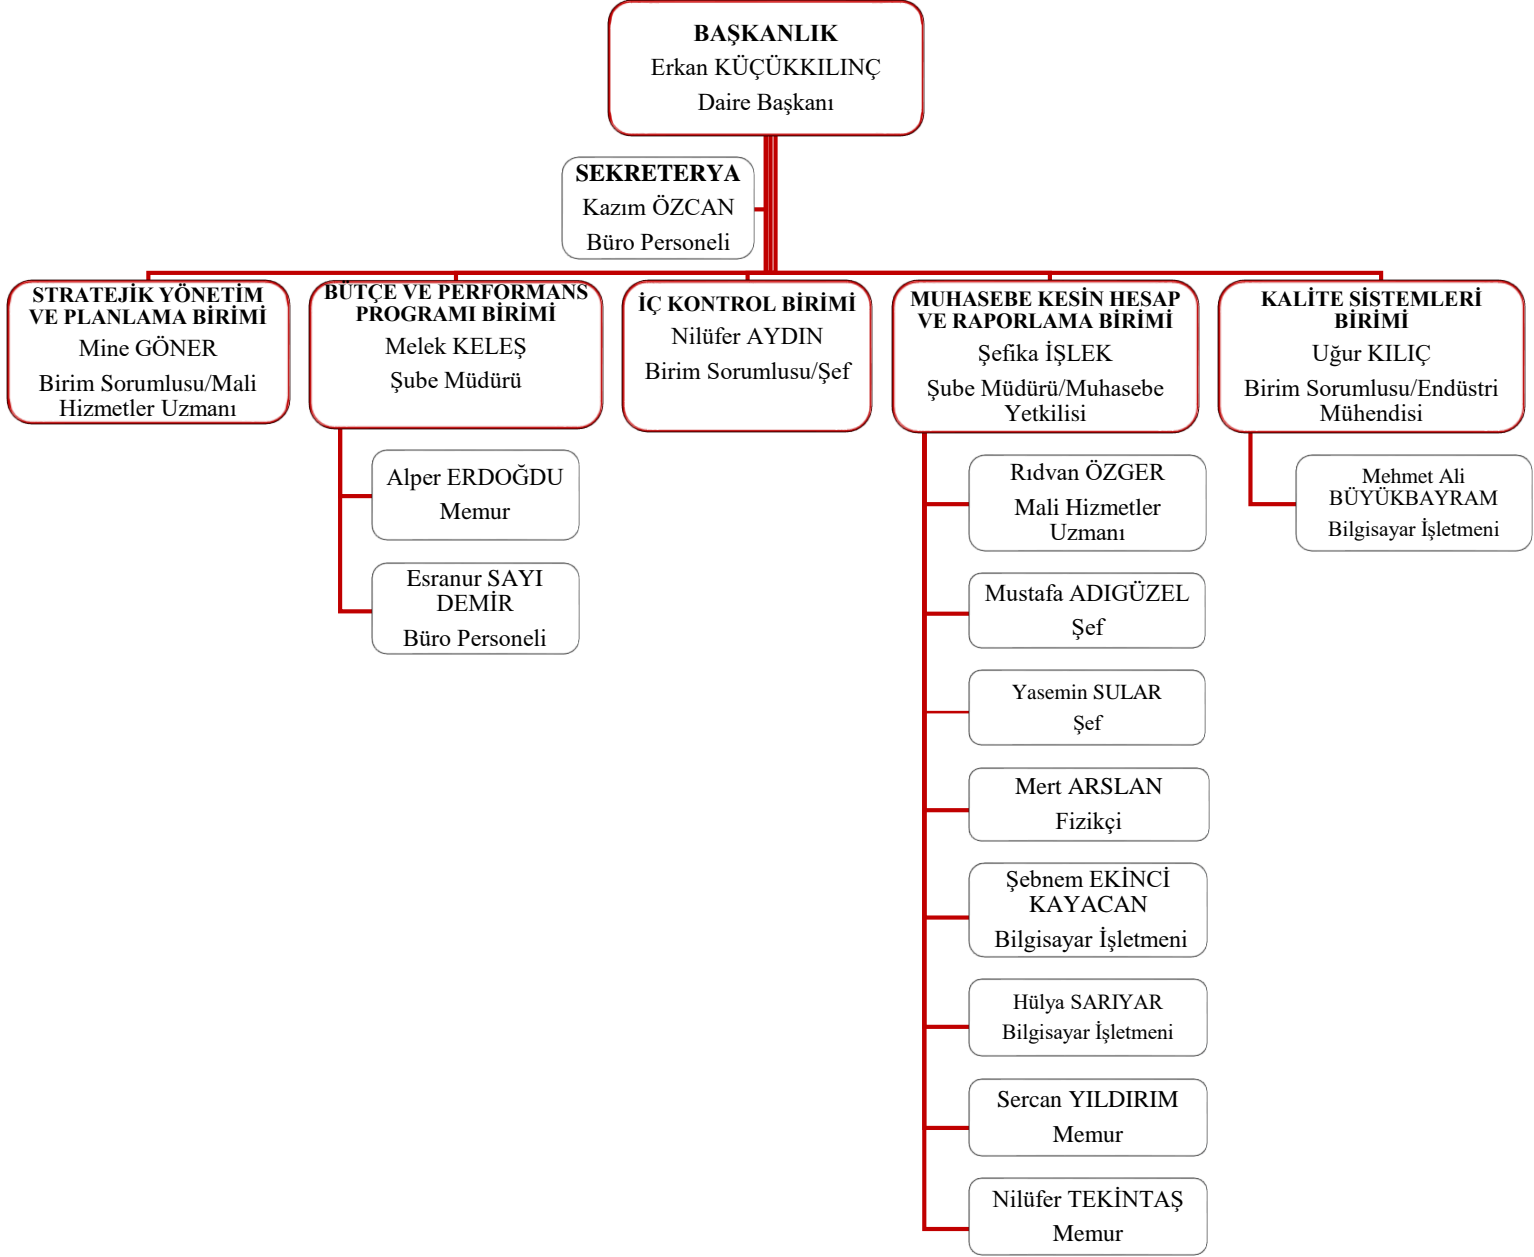 BAŞKANLIK
Erkan KÜÇÜKKILINÇ
Daire Başkanı
SEKRETERYA
Kazım ÖZCAN
Büro Personeli
STRATEJİK YÖNETİM
VE PLANLAMA BİRİMİ
Mine GÖNER
Birim Sorumlusu/Mali
Hizmetler Uzmanı
BÜTÇE VE PERFORMANS
PROGRAMI BİRİMİ
Melek KELEŞ
Şube Müdürü
Alper ERDOĞDU
Memur
Esranur SAYI
DEMİR
Büro Personeli
İÇ KONTROL BİRİMİ
Nilüfer AYDIN
Birim Sorumlusu/Şef
MUHASEBE KESİN HESAP
VE RAPORLAMA BİRİMİ
Şefika İŞLEK
Şube Müdürü/Muhasebe
Yetkilisi
Rıdvan ÖZGER
Mali Hizmetler
Uzmanı
Mustafa ADIGÜZEL
Şef
Yasemin SULAR
Şef
Mert ARSLAN
Fizikçi
Şebnem EKİNCİ
KAYACAN
Bilgisayar İşletmeni
Hülya SARIYAR
Bilgisayar İşletmeni
Sercan YILDIRIM
Memur
Nilüfer TEKİNTAŞ
Memur
KALİTE SİSTEMLERİ
BİRİMİ
Uğur KILIÇ
Birim Sorumlusu/Endüstri
Mühendisi
Mehmet Ali
BÜYÜKBAYRAM
Bilgisayar İşletmeni